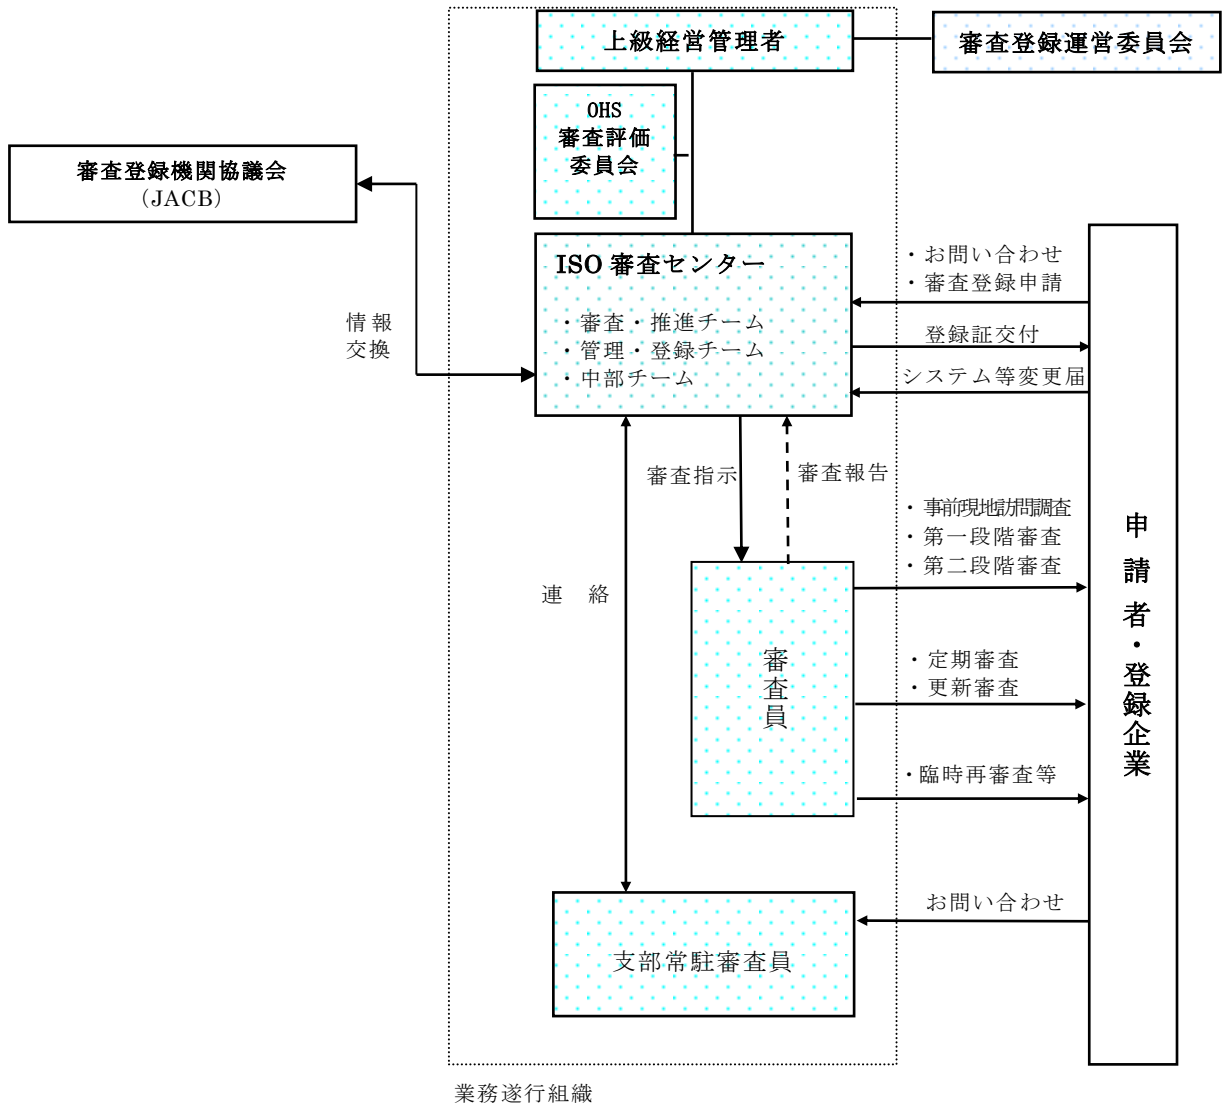 上級経営管理者
審査登録運営委員会
OHS
審査評価
委員会
審査登録機関協議会
(JACB)
ISO 審査センター
・審査・推進チーム
・管理・登録チーム
・中部チーム
・お問い合わせ
・審査登録申請
登録証交付
システム等変更届
情報
交換
審査指示
審査報告
・事前現地訪問調査
・第一段階審査
・第二段階審査
申請者・登録企業
連　絡
審査員
・定期審査
・更新審査
・臨時再審査等
お問い合わせ
支部常駐審査員
業務遂行組織